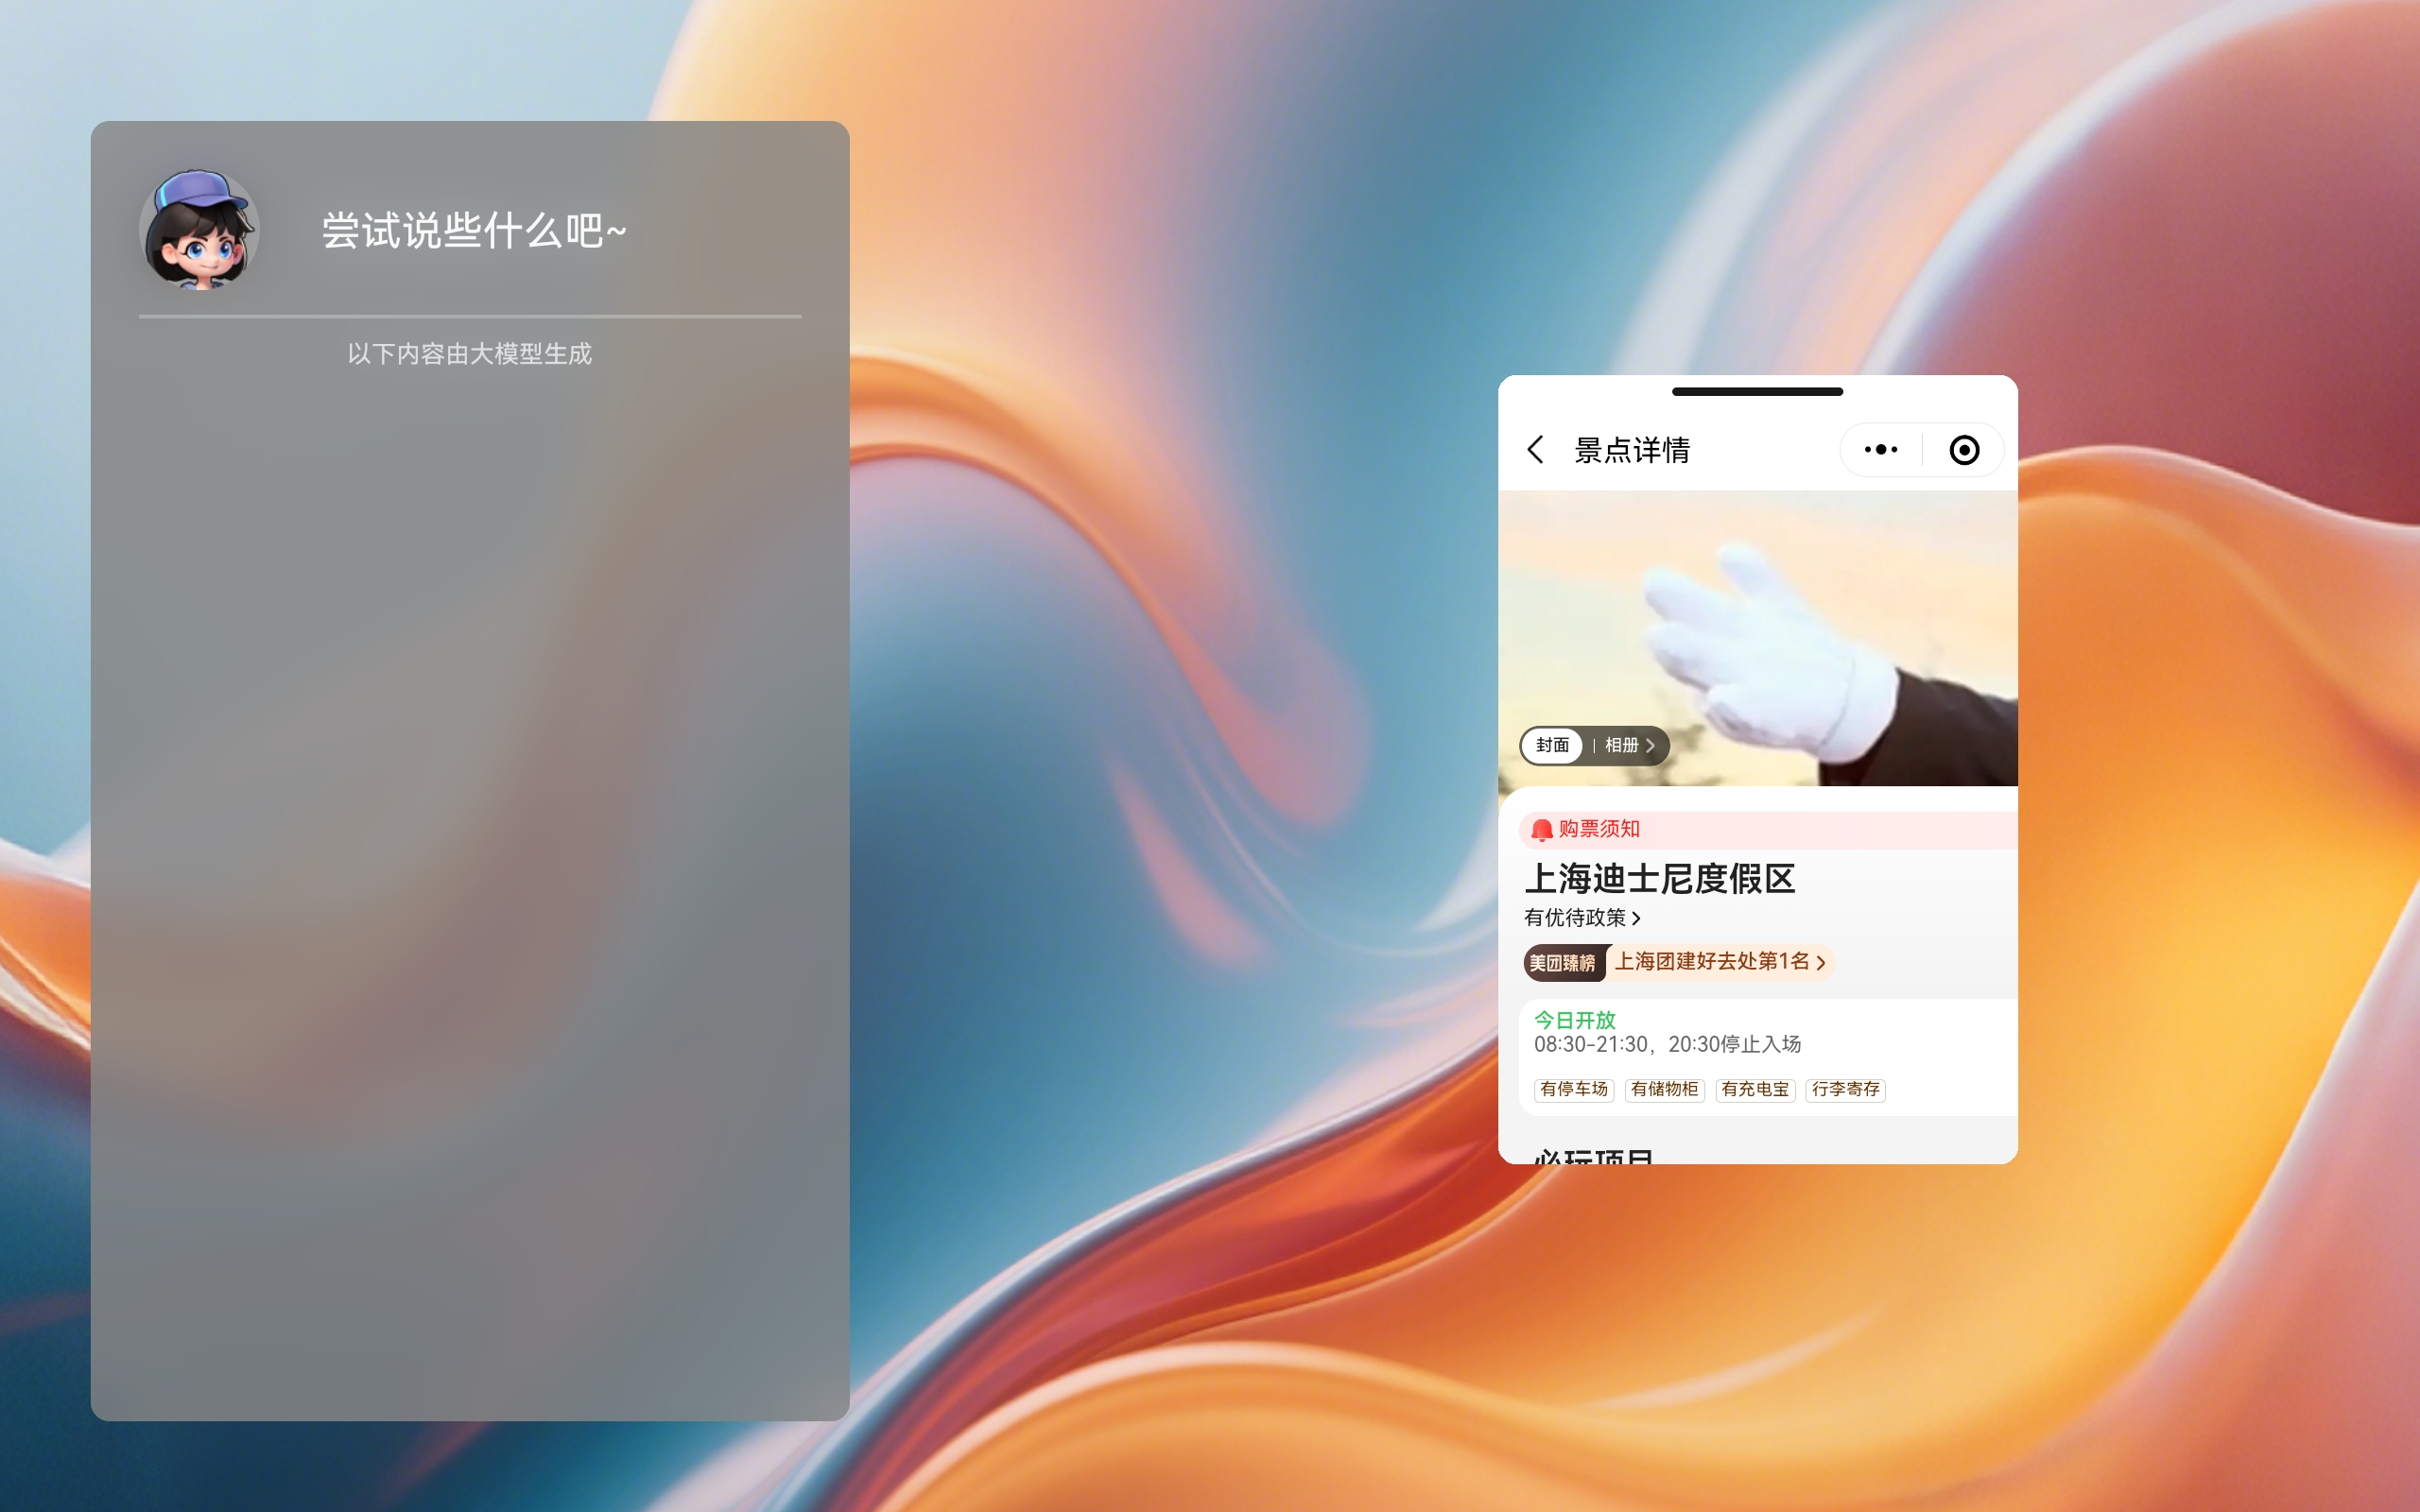 尝试说些什么吧~
以下内容由大模型生成
景点详情
封面 | 相册 >
购票须知
上海迪士尼度假区
有优待政策 >
美团臻榜 上海团建好去处第1名 >
今日开放
08:30-21:30，20:30停止入场
有停车场 有储物柜 有充电宝 行李寄存
必玩项目